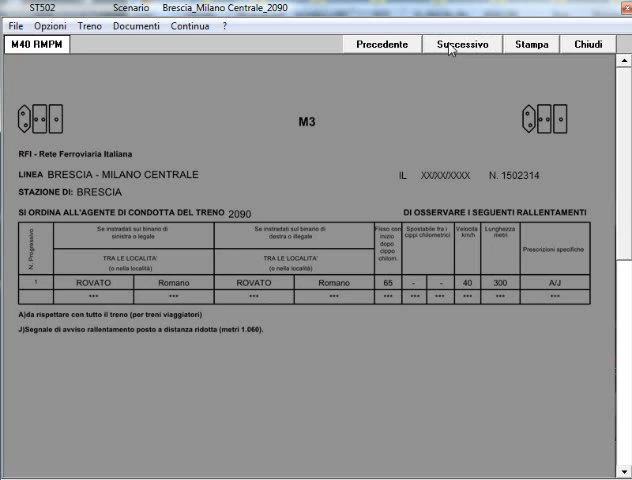 ST502 Scenario Brescia_Milano Centrale_2090
File Opzioni Treno Documenti Continua ?
M40 RMPM Precedente Successivo Stampa Chiudi
M3
RFI - Rete Ferroviaria Italiana
LINEA BRESCIA - MILANO CENTRALE IL XX/XX/XXXX N. 1502314
STAZIONE DI: BRESCIA
SI ORDINA ALL'AGENTE DI CONDOTTA DEL TRENO 2090 DI OSSERVARE I SEGUENTI RALLENTAMENTI
N. Progressivo
Se instradati sul binario di
sinistra o legale
TRA LE LOCALITA'
(o nella località)
Se instradati sul binario di
destra o illegale
TRA LE LOCALITA'
(o nella località)
Fisso con
inizio
dopo
cippo
chilom.
Spostabile fra i
cippi chilometrici
Velocità
km/h.
Lunghezza
metri
Prescrizioni specifiche
1 ROVATO Romano ROVATO Romano 65 - - 40 300 A/J
*** *** *** *** *** *** *** *** *** ***
A)da rispettare con tutto il treno (per treni viaggiatori)
J)Segnale di avviso rallentamento posto a distanza ridotta (metri 1.060).